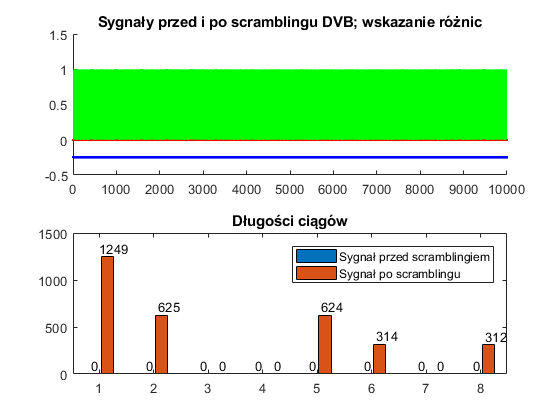 Sygnały przed i po scramblingu DVB; wskazanie różnic
1.5
1
0.5
0
-0.5
0 1000 2000 3000 4000 5000 6000 7000 8000 9000 10000
Długości ciągów
1500
1000
500
0
Sygnał przed scramblingiem
Sygnał po scramblingu
1249
625
624
314
312
0 0 0 0 0 0 0 0 0 0 0
1 2 3 4 5 6 7 8